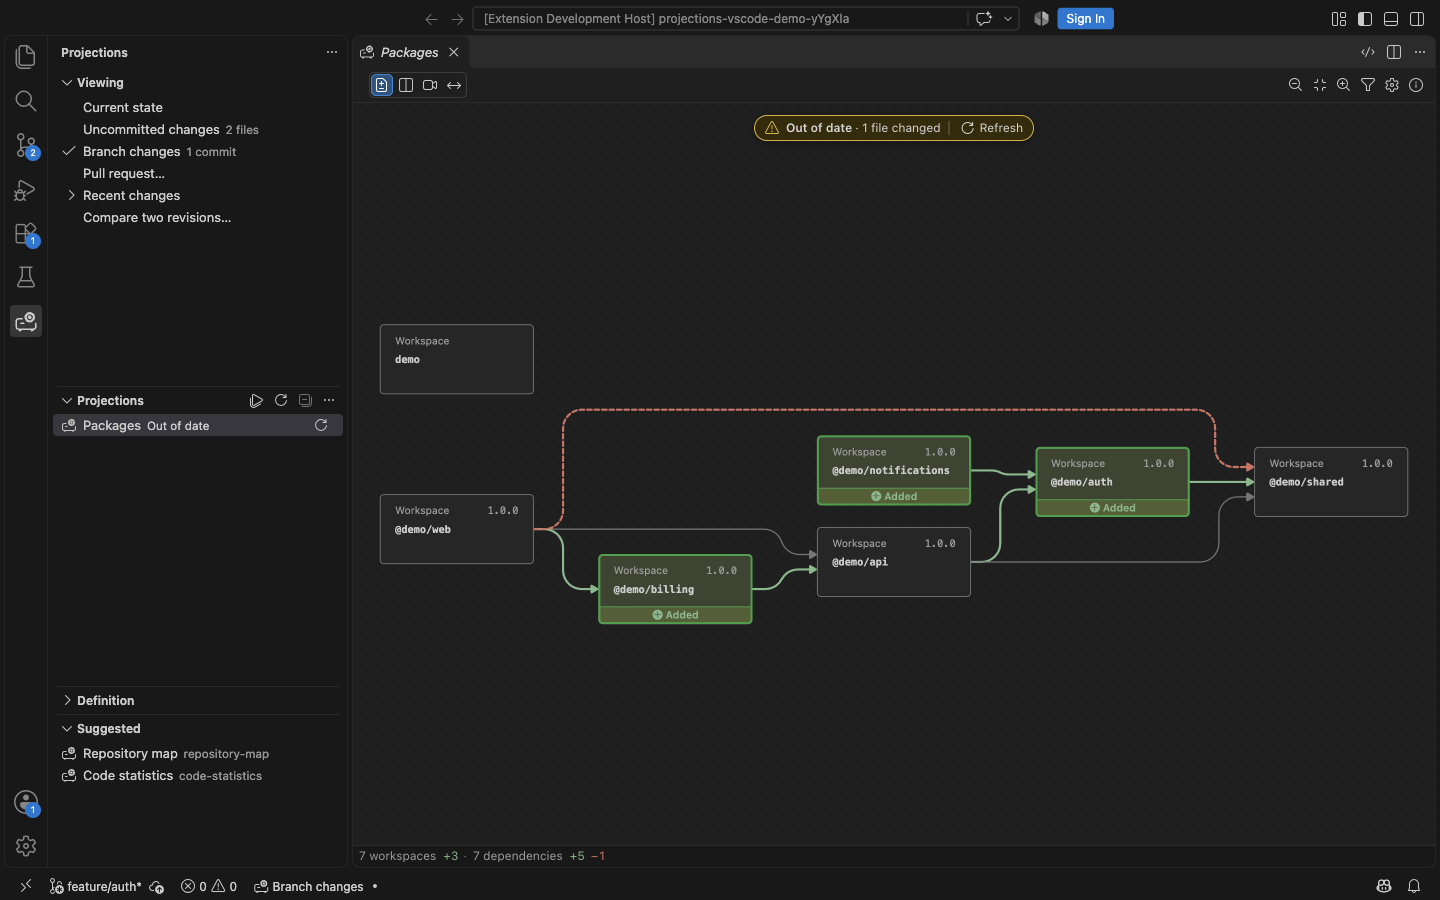 [Extension Development Host] projections-vscode-demo-yYgXla
Sign In
Projections
Viewing
Current state
Uncommitted changes 2 files
Branch changes 1 commit
Pull request...
Recent changes
Compare two revisions...
Projections
Packages Out of date
Definition
Suggested
Repository map repository-map
Code statistics code-statistics
2
1
1
Packages
Out of date · 1 file changed
Refresh
Workspace
demo
Workspace 1.0.0
@demo/notifications
Added
Workspace 1.0.0
@demo/auth
Added
Workspace 1.0.0
@demo/shared
Workspace 1.0.0
@demo/web
Workspace 1.0.0
@demo/api
Workspace 1.0.0
@demo/billing
Added
7 workspaces +3 · 7 dependencies +5 −1
feature/auth* 0 0 Branch changes •